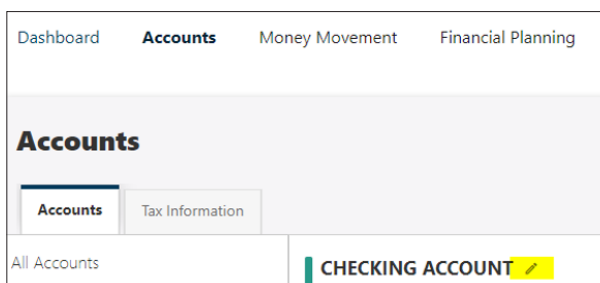 Dashboard Accounts Money Movement Financial Planning
Accounts
Accounts Tax Information
All Accounts
CHECKING ACCOUNT